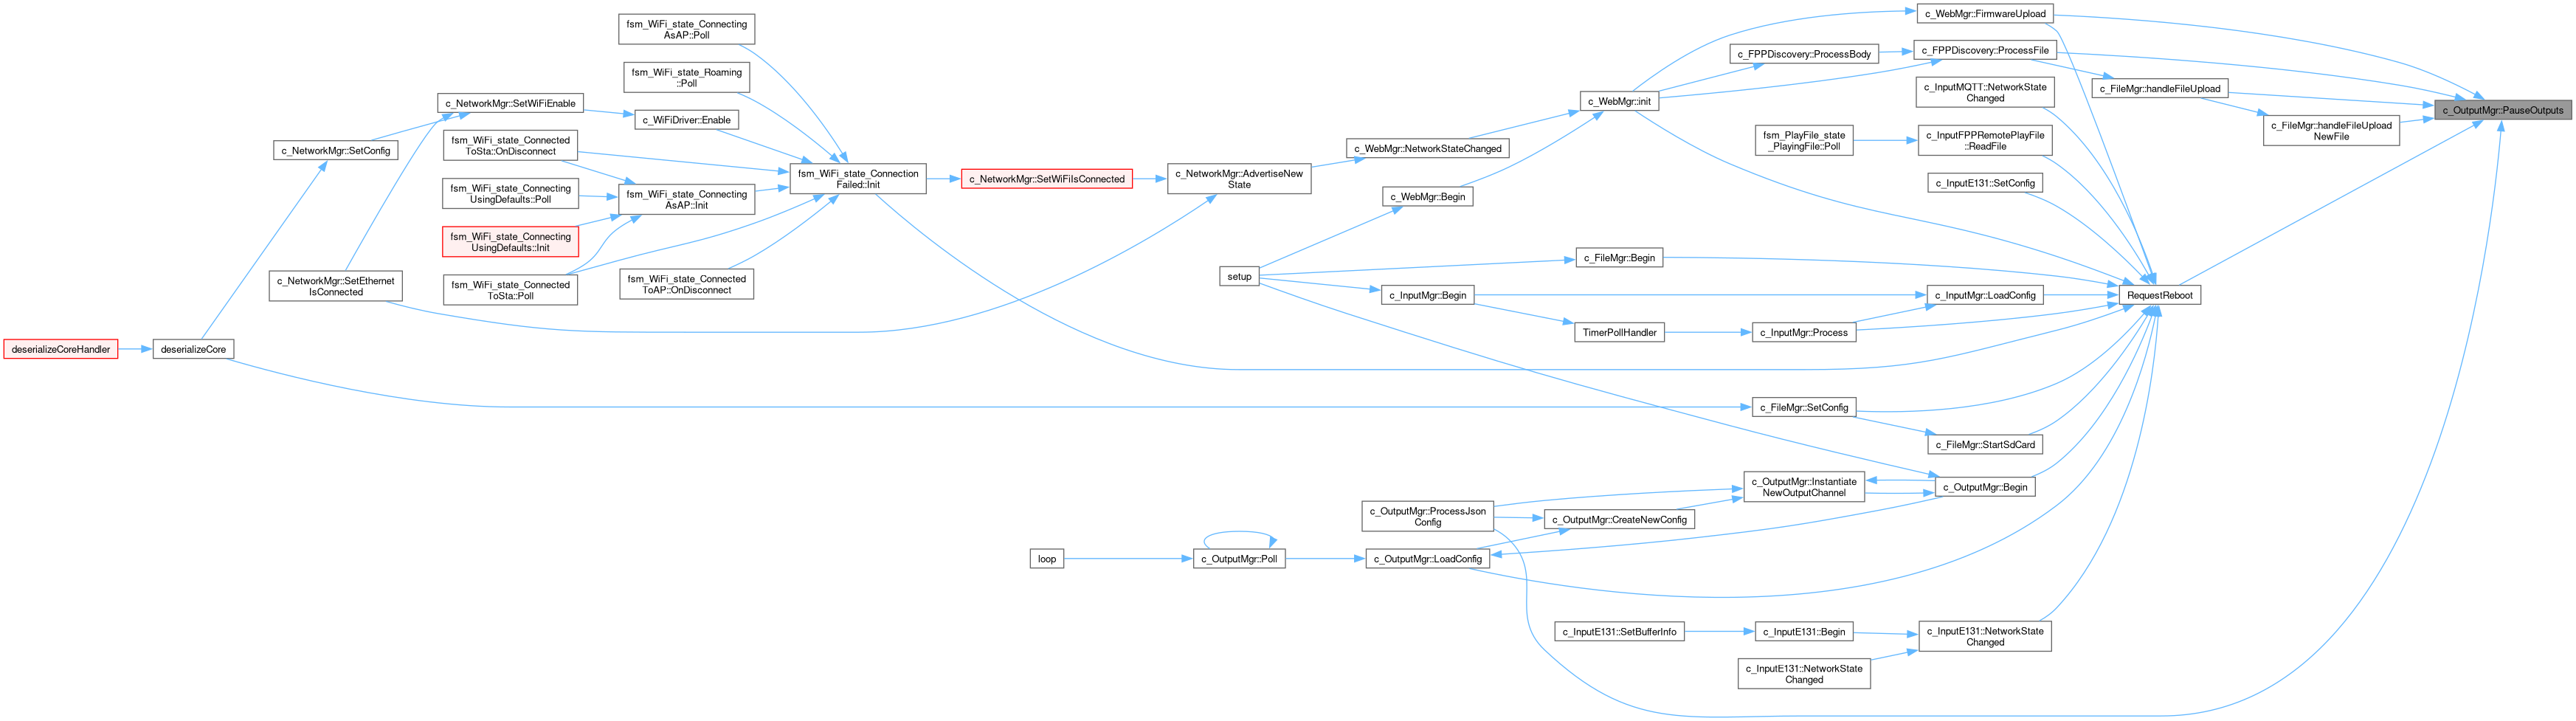 c_WebMgr::FirmwareUpload
fsm_WiFi_state_Connecting
AsAP::Poll
c_FPPDiscovery::ProcessFile
c_FPPDiscovery::ProcessBody
fsm_WiFi_state_Roaming
::Poll
c_InputMQTT::NetworkState
Changed
c_FileMgr::handleFileUpload
c_NetworkMgr::SetWiFiEnable
c_WebMgr::init
c_OutputMgr::PauseOutputs
c_WiFiDriver::Enable
c_FileMgr::handleFileUpload
NewFile
fsm_PlayFile_state
_PlayingFile::Poll
c_InputFPPRemotePlayFile
::ReadFile
fsm_WiFi_state_Connected
ToSta::OnDisconnect
c_NetworkMgr::SetConfig
c_WebMgr::NetworkStateChanged
fsm_WiFi_state_Connection
Failed::Init
c_NetworkMgr::SetWiFiIsConnected
c_NetworkMgr::AdvertiseNew
State
c_InputE131::SetConfig
fsm_WiFi_state_Connecting
UsingDefaults::Poll
fsm_WiFi_state_Connecting
AsAP::Init
c_WebMgr::Begin
fsm_WiFi_state_Connecting
UsingDefaults::Init
c_FileMgr::Begin
setup
c_NetworkMgr::SetEthernet
IsConnected
fsm_WiFi_state_Connected
ToSta::Poll
fsm_WiFi_state_Connected
ToAP::OnDisconnect
c_InputMgr::Begin
c_InputMgr::LoadConfig
RequestReboot
TimerPollHandler
c_InputMgr::Process
deserializeCoreHandler
deserializeCore
c_FileMgr::SetConfig
c_FileMgr::StartSdCard
c_OutputMgr::Instantiate
NewOutputChannel
c_OutputMgr::Begin
c_OutputMgr::ProcessJson
Config
c_OutputMgr::CreateNewConfig
loop
c_OutputMgr::Poll
c_OutputMgr::LoadConfig
c_InputE131::SetBufferInfo
c_InputE131::Begin
c_InputE131::NetworkState
Changed
c_InputE131::NetworkState
Changed